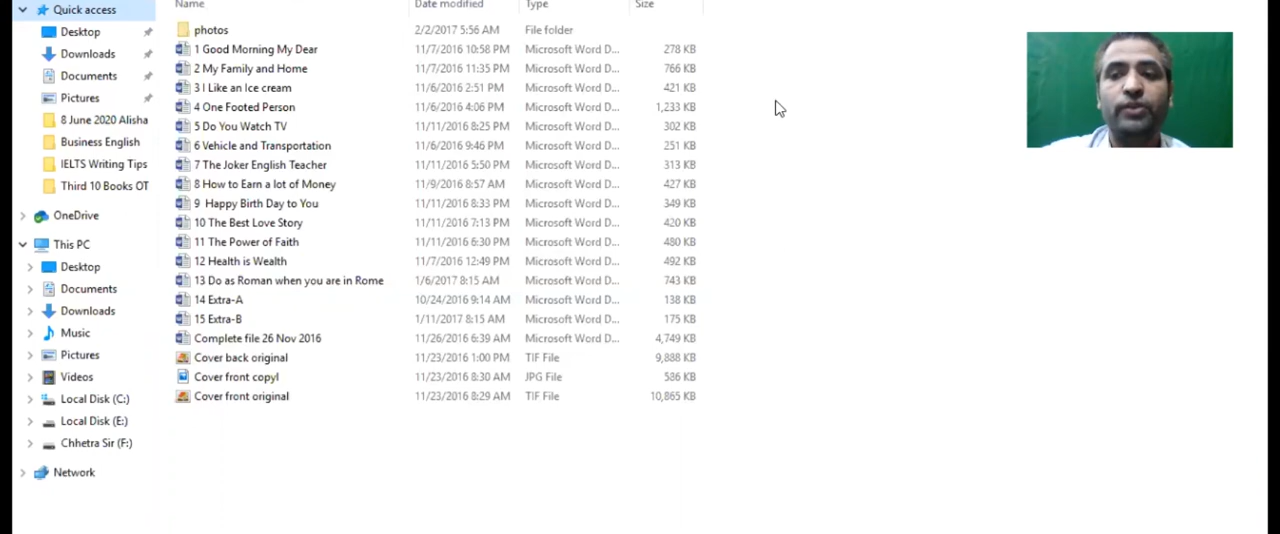 Quick access
Desktop
Downloads
Documents
Pictures
8 June 2020 Alisha
Business English
IELTS Writing Tips
Third 10 Books OT
OneDrive
This PC
Desktop
Documents
Downloads
Music
Pictures
Videos
Local Disk (C:)
Local Disk (E:)
Chhetra Sir (F:)
Network
Name Date modified Type Size
photos 2/2/2017 5:56 AM File folder
1 Good Morning My Dear 11/7/2016 10:58 PM Microsoft Word D... 278 KB
2 My Family and Home 11/7/2016 11:35 PM Microsoft Word D... 766 KB
3 I Like an Ice cream 11/6/2016 2:51 PM Microsoft Word D... 421 KB
4 One Footed Person 11/6/2016 4:06 PM Microsoft Word D... 1,233 KB
5 Do You Watch TV 11/11/2016 8:25 PM Microsoft Word D... 302 KB
6 Vehicle and Transportation 11/6/2016 9:46 PM Microsoft Word D... 251 KB
7 The Joker English Teacher 11/11/2016 5:50 PM Microsoft Word D... 313 KB
8 How to Earn a lot of Money 11/9/2016 8:57 AM Microsoft Word D... 427 KB
9 Happy Birth Day to You 11/11/2016 8:33 PM Microsoft Word D... 349 KB
10 The Best Love Story 11/11/2016 7:13 PM Microsoft Word D... 420 KB
11 The Power of Faith 11/11/2016 6:30 PM Microsoft Word D... 480 KB
12 Health is Wealth 11/7/2016 12:49 PM Microsoft Word D... 492 KB
13 Do as Roman when you are in Rome 1/6/2017 8:15 AM Microsoft Word D... 743 KB
14 Extra-A 10/24/2016 9:14 AM Microsoft Word D... 138 KB
15 Extra-B 1/11/2017 8:15 AM Microsoft Word D... 175 KB
Complete file 26 Nov 2016 11/26/2016 6:39 AM Microsoft Word D... 4,749 KB
Cover back original 11/23/2016 1:00 PM TIF File 9,888 KB
Cover front copyl 11/23/2016 8:30 AM JPG File 586 KB
Cover front original 11/23/2016 8:29 AM TIF File 10,865 KB